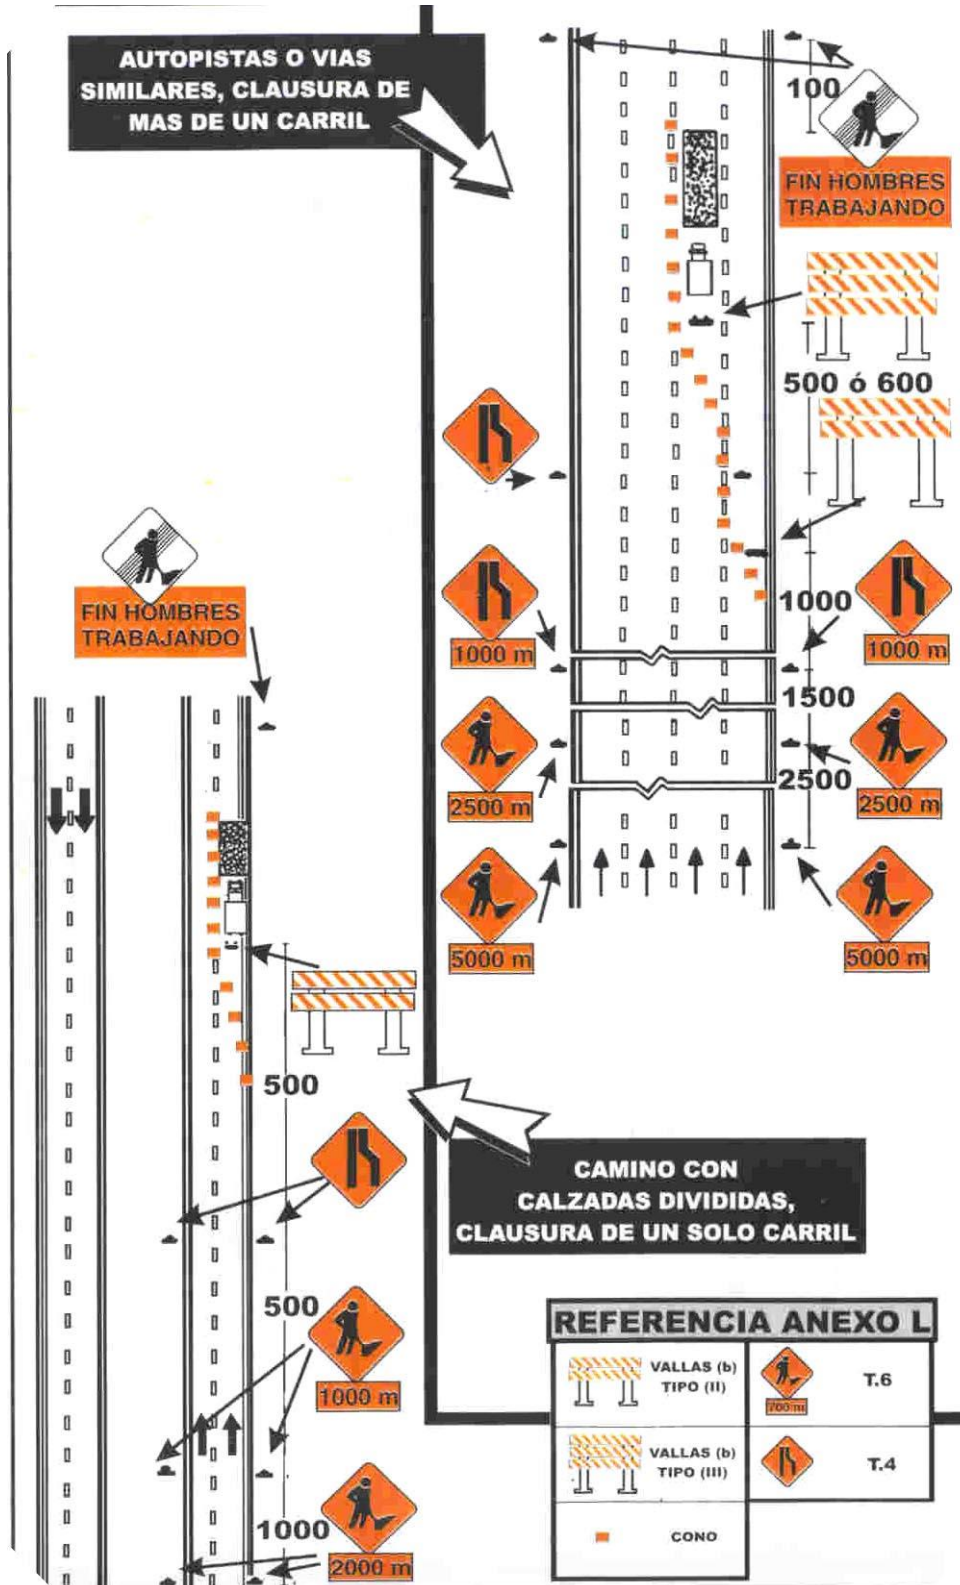 AUTOPISTAS O VIAS
SIMILARES, CLAUSURA DE
MAS DE UN CARRIL
100
FIN HOMBRES
TRABAJANDO
500 ó 600
1000
1000 m
1000 m
1500
2500 m
2500 m
2500
5000 m
5000 m
FIN HOMBRES
TRABAJANDO
500
CAMINO CON
CALZADAS DIVIDIDAS,
CLAUSURA DE UN SOLO CARRIL
500
1000 m
1000
2000 m
REFERENCIA ANEXO L
VALLAS (b)
TIPO (II)
700 m
T.6
VALLAS (b)
TIPO (III)
T.4
CONO